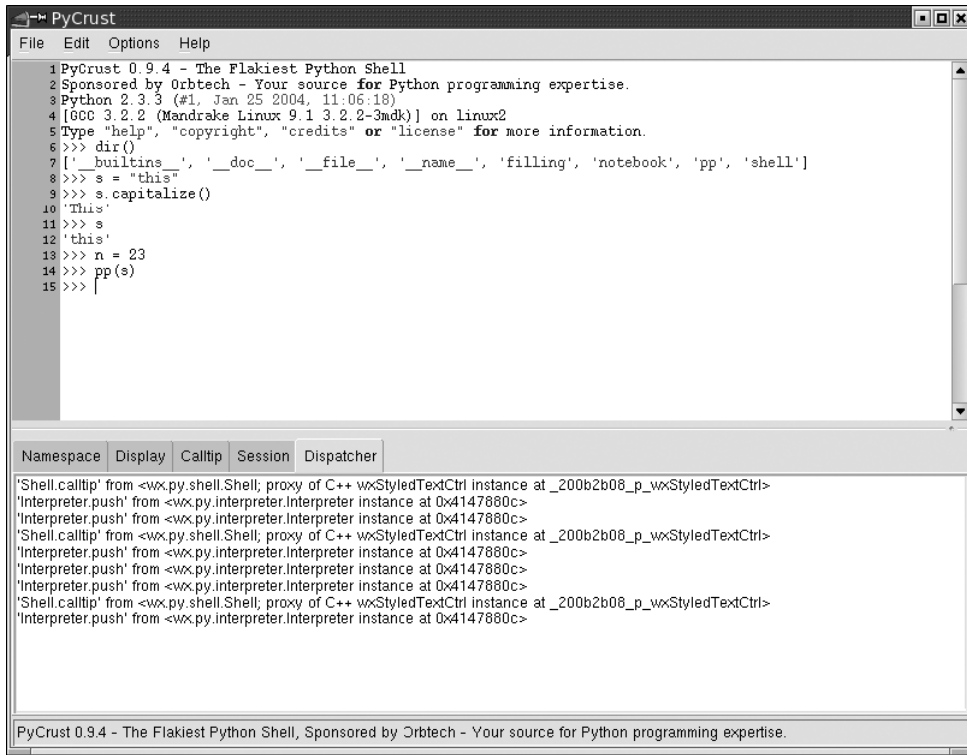 PyCrust
File Edit Options Help
1 PyCrust 0.9.4 - The Flakiest Python Shell
2 Sponsored by Orbtech - Your source for Python programming expertise.
3 Python 2.3.3 (#1, Jan 25 2004, 11:06:18)
4 [GCC 3.2.2 (Mandrake Linux 9.1 3.2.2-3mdk)] on linux2
5 Type "help", "copyright", "credits" or "license" for more information.
6 >>> dir()
7 ['__builtins__', '__doc__', '__file__', '__name__', 'filling', 'notebook', 'pp', 'shell']
8 >>> s = "this"
9 >>> s.capitalize()
10 'This'
11 >>> s
12 'this'
13 >>> n = 23
14 >>> pp(s)
15 >>>
Namespace Display Calltip Session Dispatcher
'Shell.calltip' from <wx.py.shell.Shell; proxy of C++ wxStyledTextCtrl instance at _200b2b08_p_wxStyledTextCtrl>
'Interpreter.push' from <wx.py.interpreter.Interpreter instance at 0x4147880c>
'Interpreter.push' from <wx.py.interpreter.Interpreter instance at 0x4147880c>
'Shell.calltip' from <wx.py.shell.Shell; proxy of C++ wxStyledTextCtrl instance at _200b2b08_p_wxStyledTextCtrl>
'Interpreter.push' from <wx.py.interpreter.Interpreter instance at 0x4147880c>
'Interpreter.push' from <wx.py.interpreter.Interpreter instance at 0x4147880c>
'Interpreter.push' from <wx.py.interpreter.Interpreter instance at 0x4147880c>
'Shell.calltip' from <wx.py.shell.Shell; proxy of C++ wxStyledTextCtrl instance at _200b2b08_p_wxStyledTextCtrl>
'Interpreter.push' from <wx.py.interpreter.Interpreter instance at 0x4147880c>
PyCrust 0.9.4 - The Flakiest Python Shell, Sponsored by Orbtech - Your source for Python programming expertise.